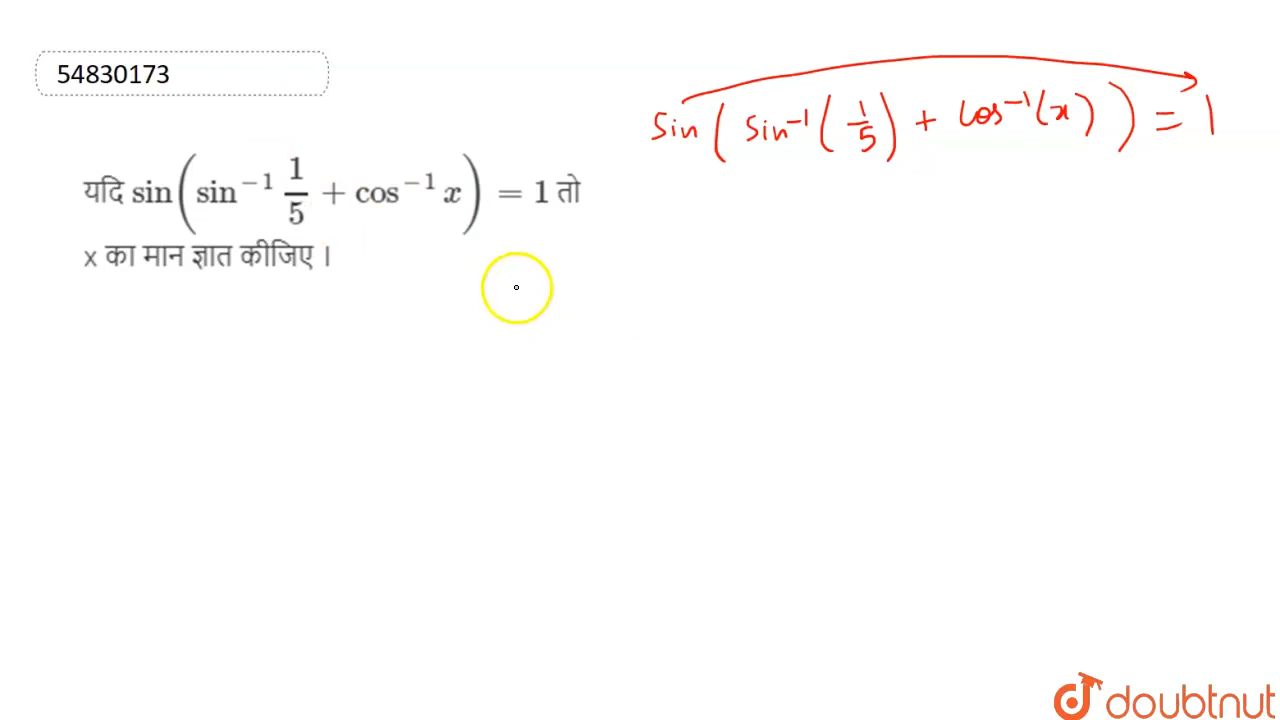 54830173
sin(sin⁻¹(1/5) + cos⁻¹(x)) = 1
यदि sin(sin⁻¹ 1/5 + cos⁻¹ x) = 1 तो
x का मान ज्ञात कीजिए ।
doubtnut